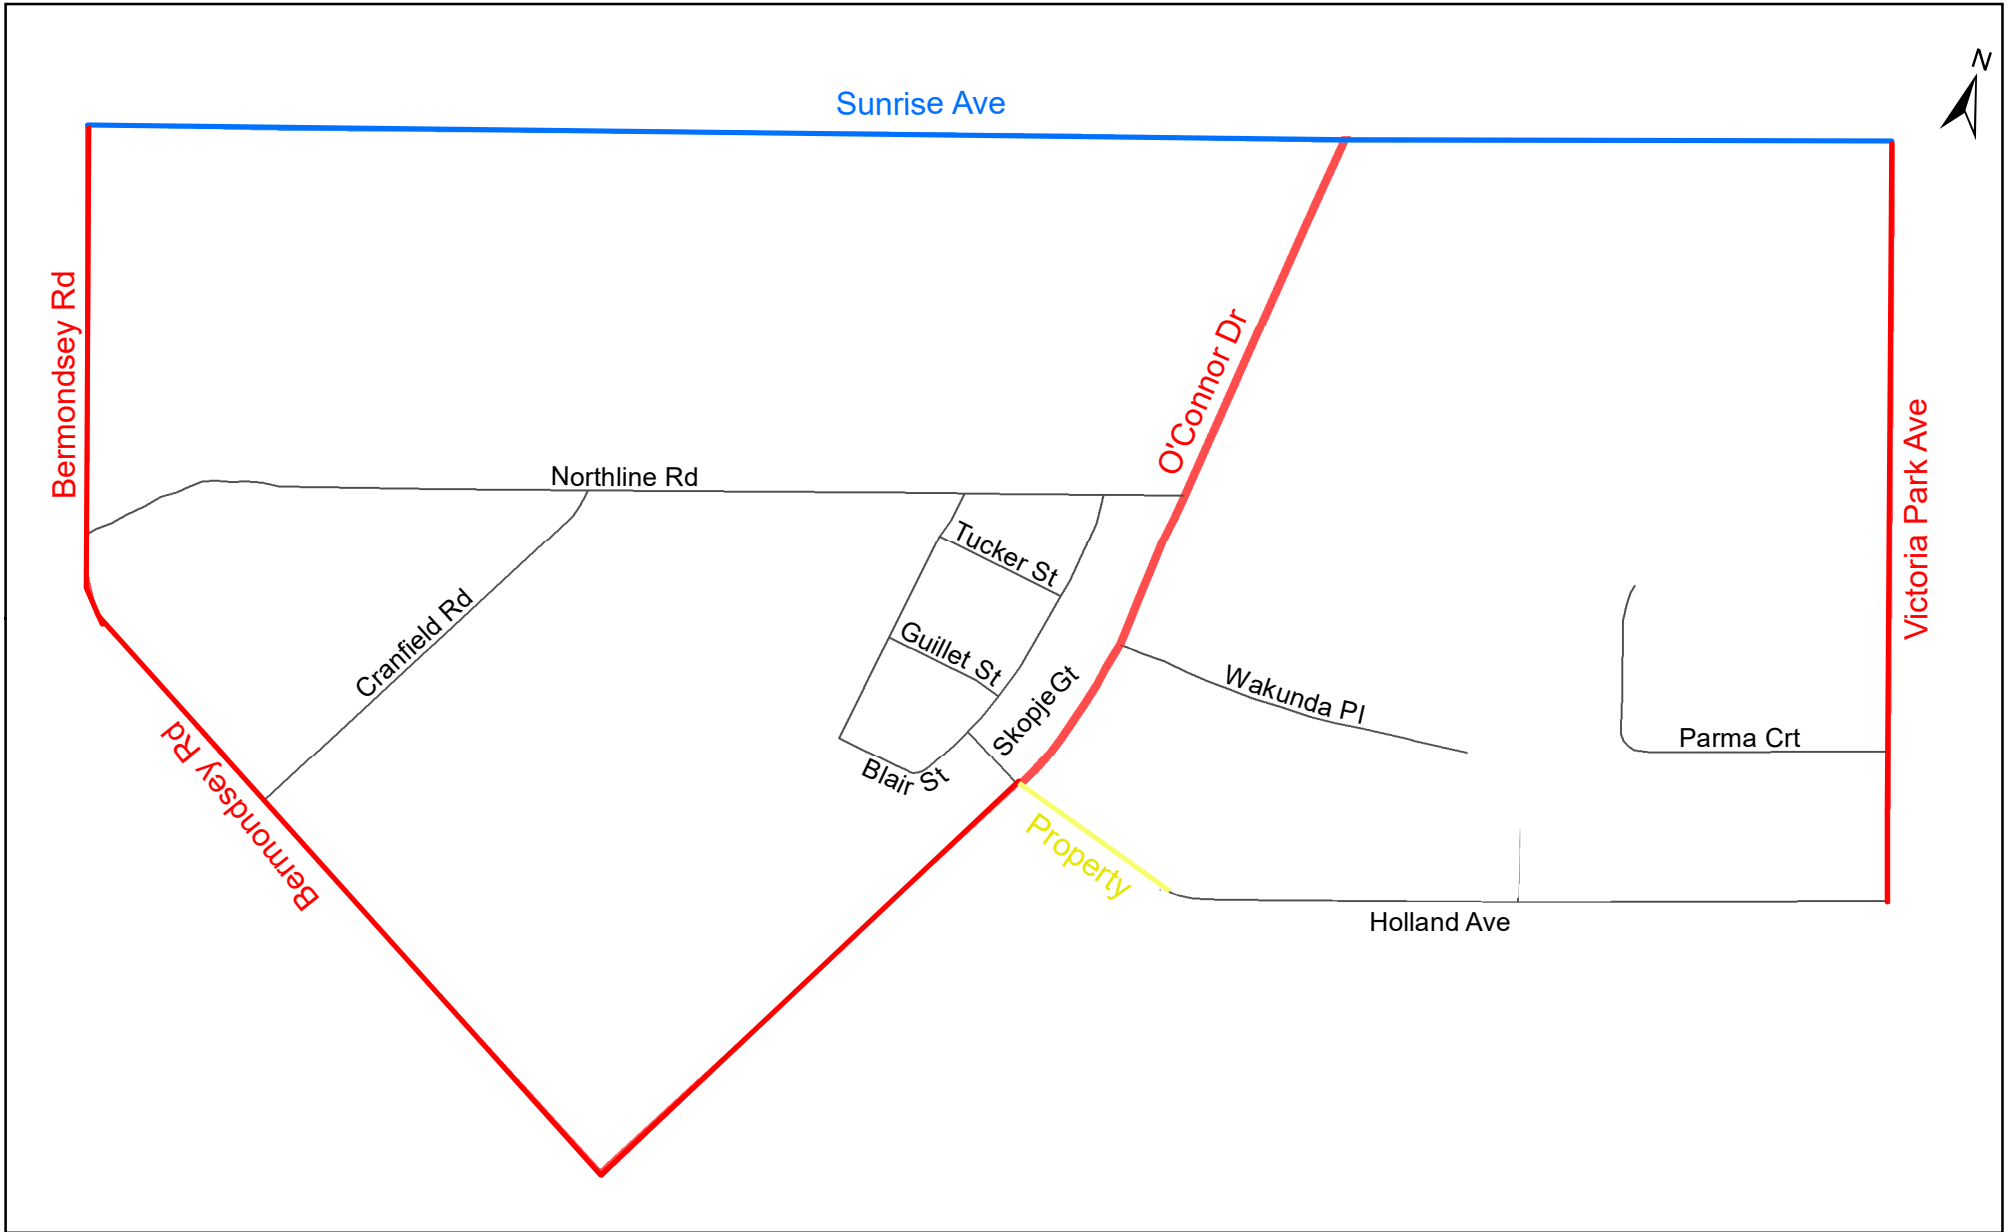 N
Sunrise Ave
Bermondsey Rd
O'Connor Dr
Victoria Park Ave
Northline Rd
Tucker St
Cranfield Rd
Guillet St
Skopje Gt
Wakunda Pl
Parma Crt
Blair St
Bermondsey Rd
Property
Holland Ave